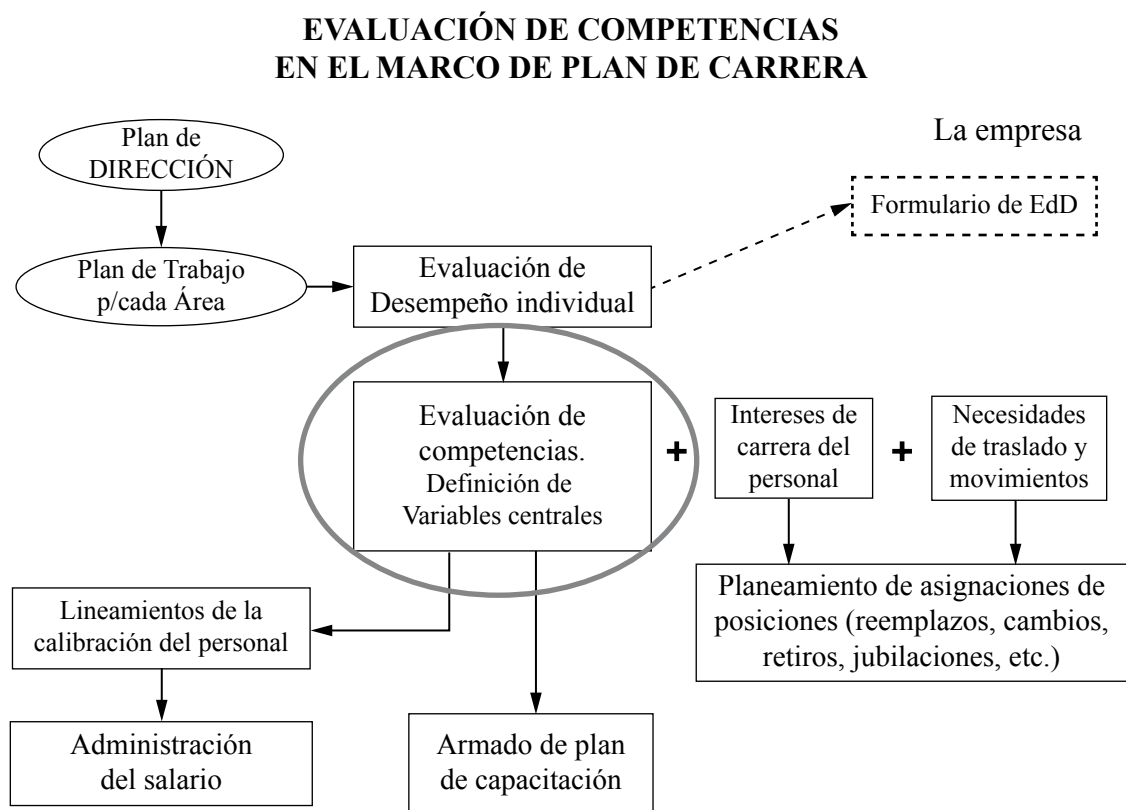 EVALUACIÓN DE COMPETENCIAS
EN EL MARCO DE PLAN DE CARRERA
Plan de
DIRECCIÓN
La empresa
Formulario de EdD
Plan de Trabajo
p/cada Área
Evaluación de
Desempeño individual
Evaluación de
competencias.
Definición de
Variables centrales
+
Intereses de
carrera del
personal
+
Necesidades
de traslado y
movimientos
Lineamientos de la
calibración del personal
Planeamiento de asignaciones de
posiciones (reemplazos, cambios,
retiros, jubilaciones, etc.)
Administración
del salario
Armado de plan
de capacitación